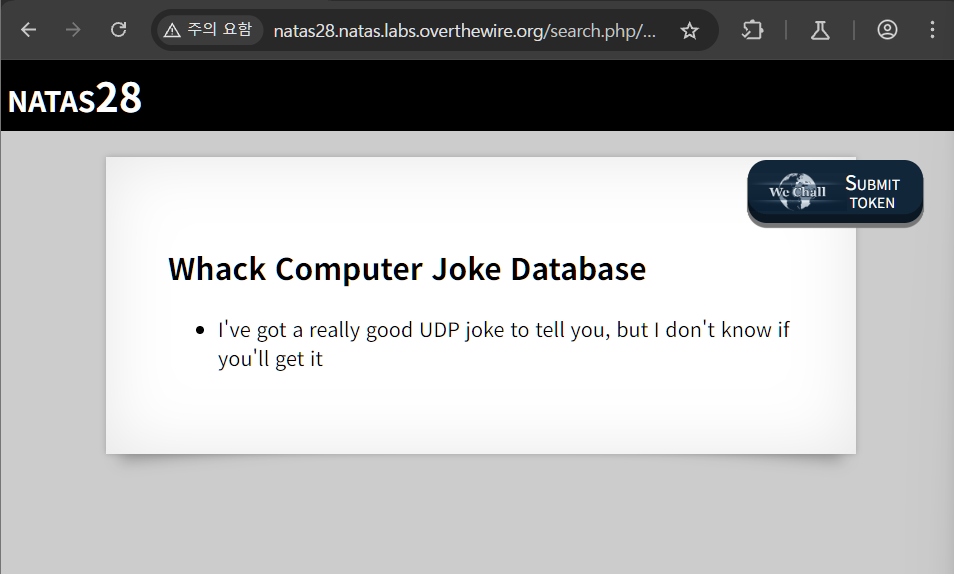 주의 요함
natas28.natas.labs.overthewire.org/search.php/...
NATAS28
We Chall
SUBMIT
TOKEN
Whack Computer Joke Database
I've got a really good UDP joke to tell you, but I don't know if
you'll get it